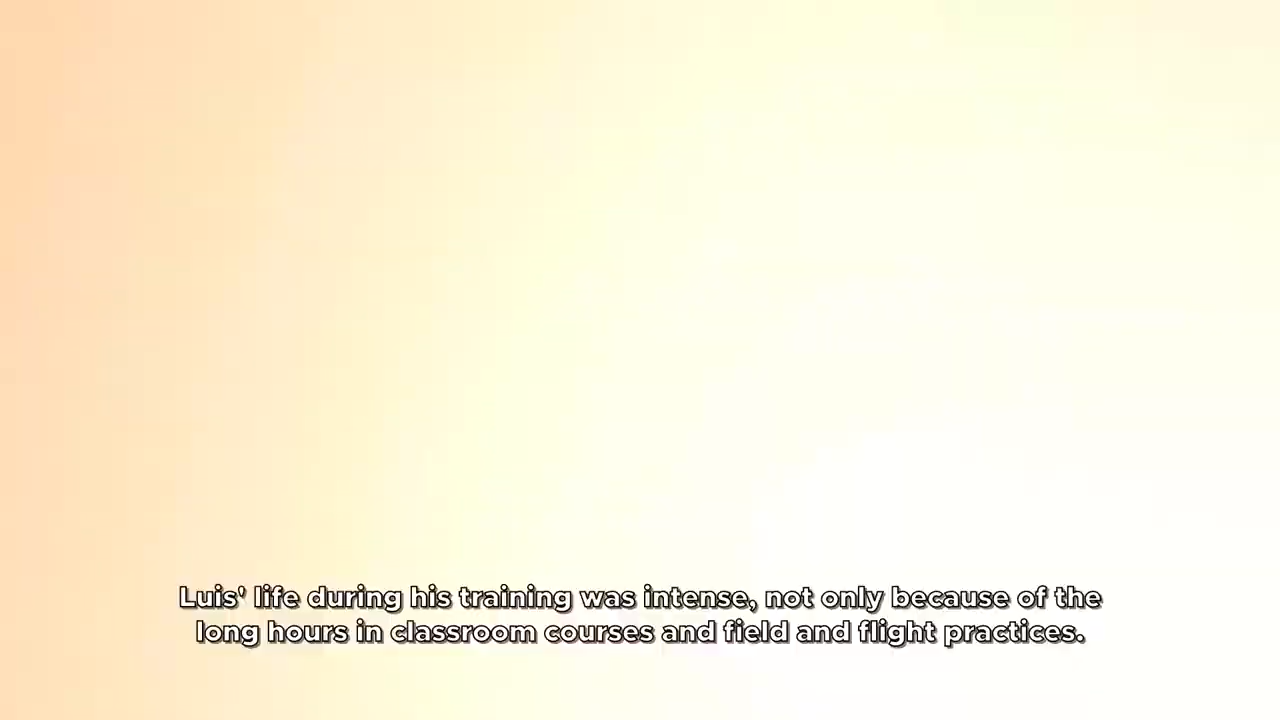 Luis' life during his training was intense, not only because of the
long hours in classroom courses and field and flight practices.